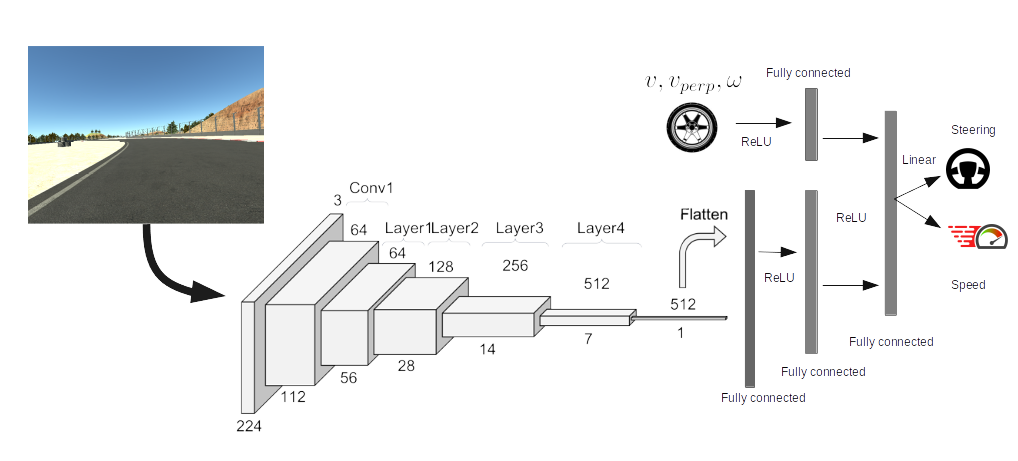 v, v_{perp}, ω
Fully connected
ReLU
Steering
Linear
3
Conv1
64
Layer1
Layer2
Layer3
Layer4
64
128
256
512
Flatten
ReLU
ReLU
512
Speed
1
7
14
28
56
112
224
Fully connected
Fully connected
Fully connected